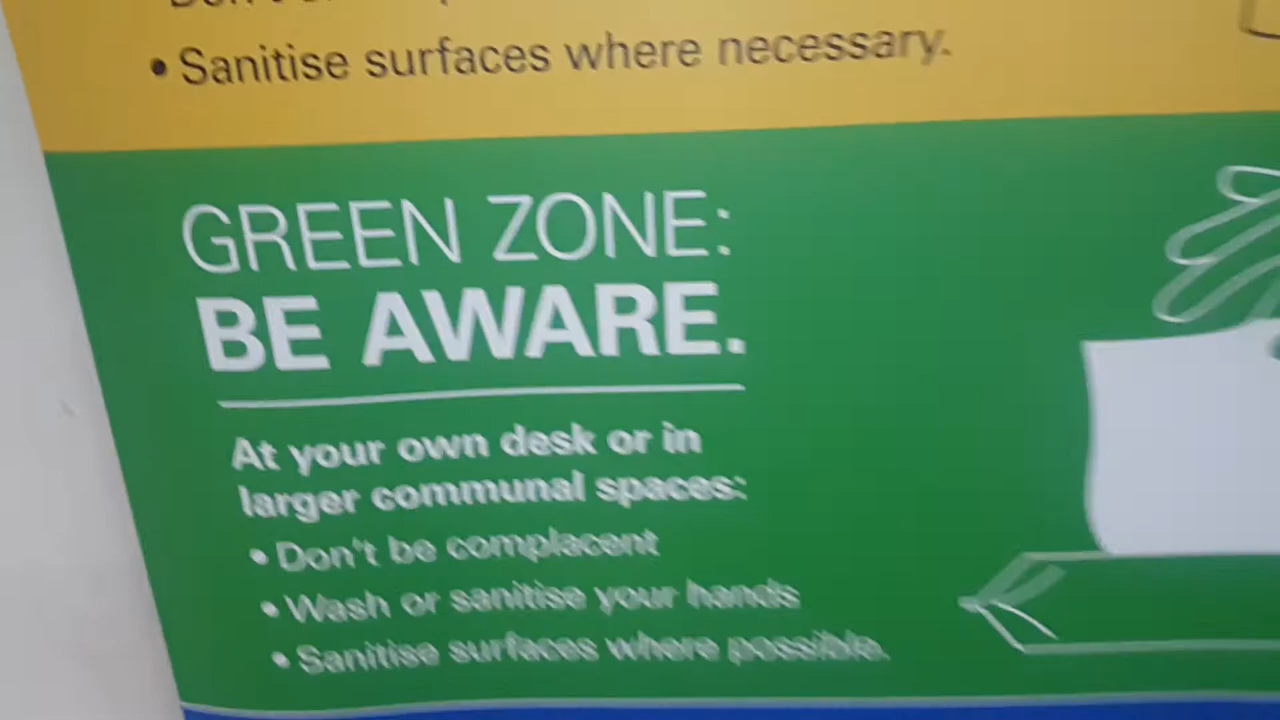 • Sanitise surfaces where necessary.
GREEN ZONE:
BE AWARE.
At your own desk or in
larger communal spaces:
• Don't be complacent
• Wash or sanitise your hands
• Sanitise surfaces where possible.